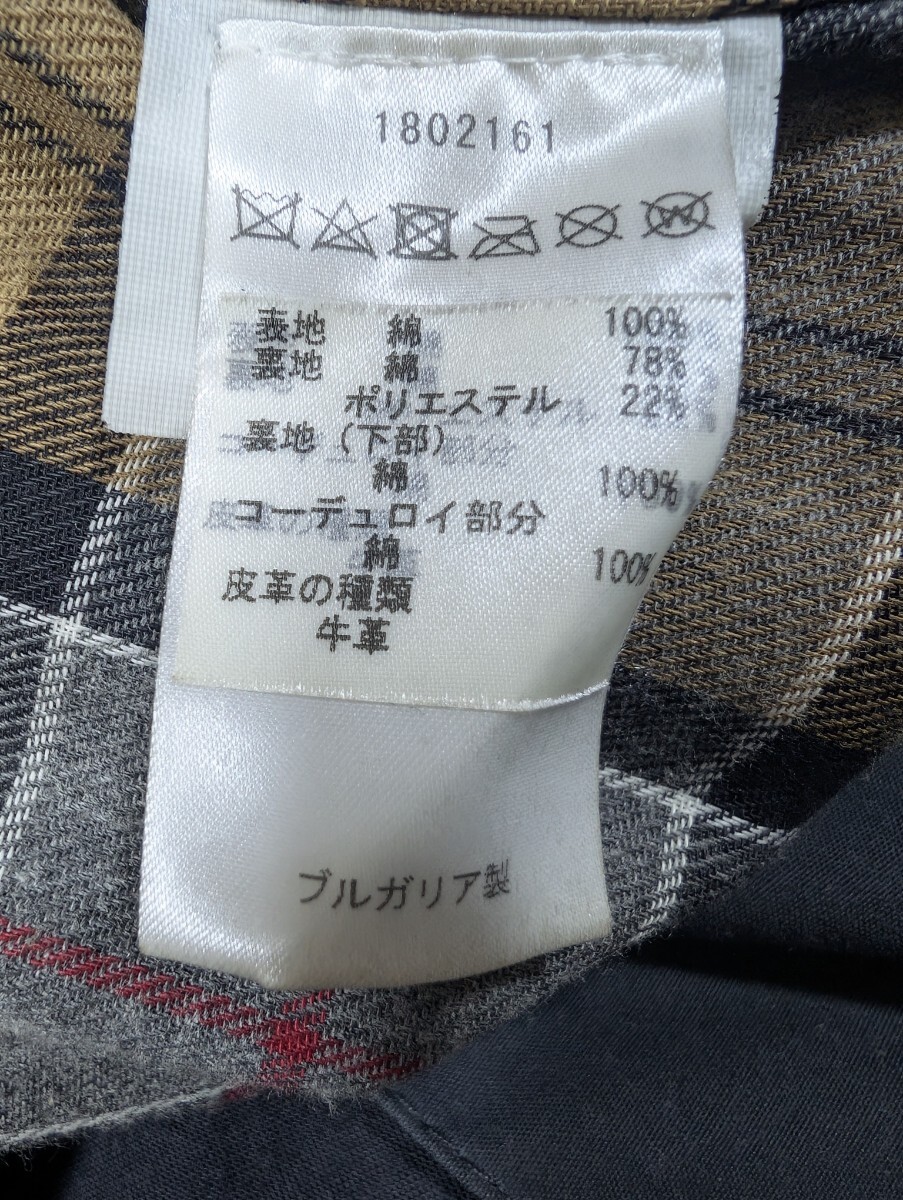 1802161
表地 綿 100%
裏地 綿 78%
ポリエステル 22%
裏地 (下部)
綿 100%
コーデュロイ部分
綿 100%
皮革の種類
牛革
ブルガリア製